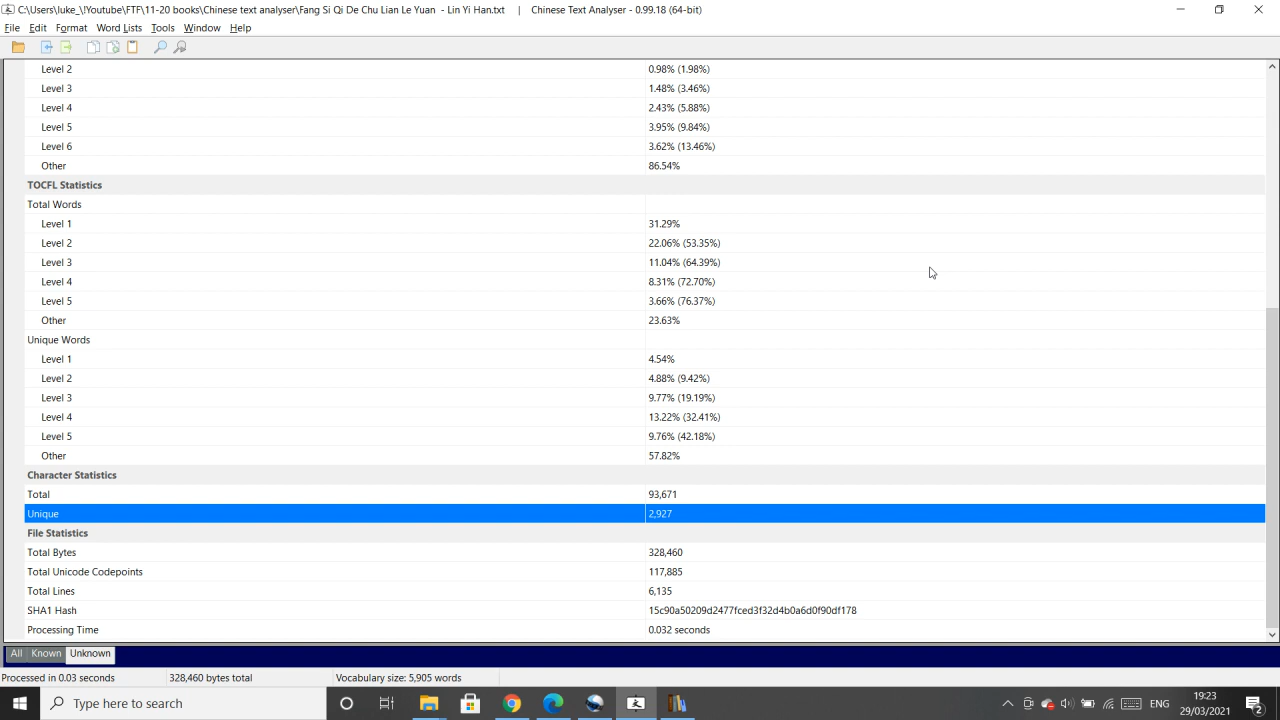 C:\Users\luke_\!Youtube\FTF\11-20 books\Chinese text analyser\Fang Si Qi De Chu Lian Le Yuan  - Lin Yi Han.txt    |    Chinese Text Analyser - 0.99.18 (64-bit)
File Edit Format Word Lists Tools Window Help
Level 2 0.98% (1.98%)
Level 3 1.48% (3.46%)
Level 4 2.43% (5.88%)
Level 5 3.95% (9.84%)
Level 6 3.62% (13.46%)
Other 86.54%
TOCFL Statistics
Total Words
Level 1 31.29%
Level 2 22.06% (53.35%)
Level 3 11.04% (64.39%)
Level 4 8.31% (72.70%)
Level 5 3.66% (76.37%)
Other 23.63%
Unique Words
Level 1 4.54%
Level 2 4.88% (9.42%)
Level 3 9.77% (19.19%)
Level 4 13.22% (32.41%)
Level 5 9.76% (42.18%)
Other 57.82%
Character Statistics
Total 93,671
Unique 2,927
File Statistics
Total Bytes 328,460
Total Unicode Codepoints 117,885
Total Lines 6,135
SHA1 Hash 15c90a50209d2477fced3f32d4b0a6d0f90df178
Processing Time 0.032 seconds
All Known Unknown
Processed in 0.03 seconds 328,460 bytes total Vocabulary size: 5,905 words
Type here to search ENG 19:23
29/03/2021 2